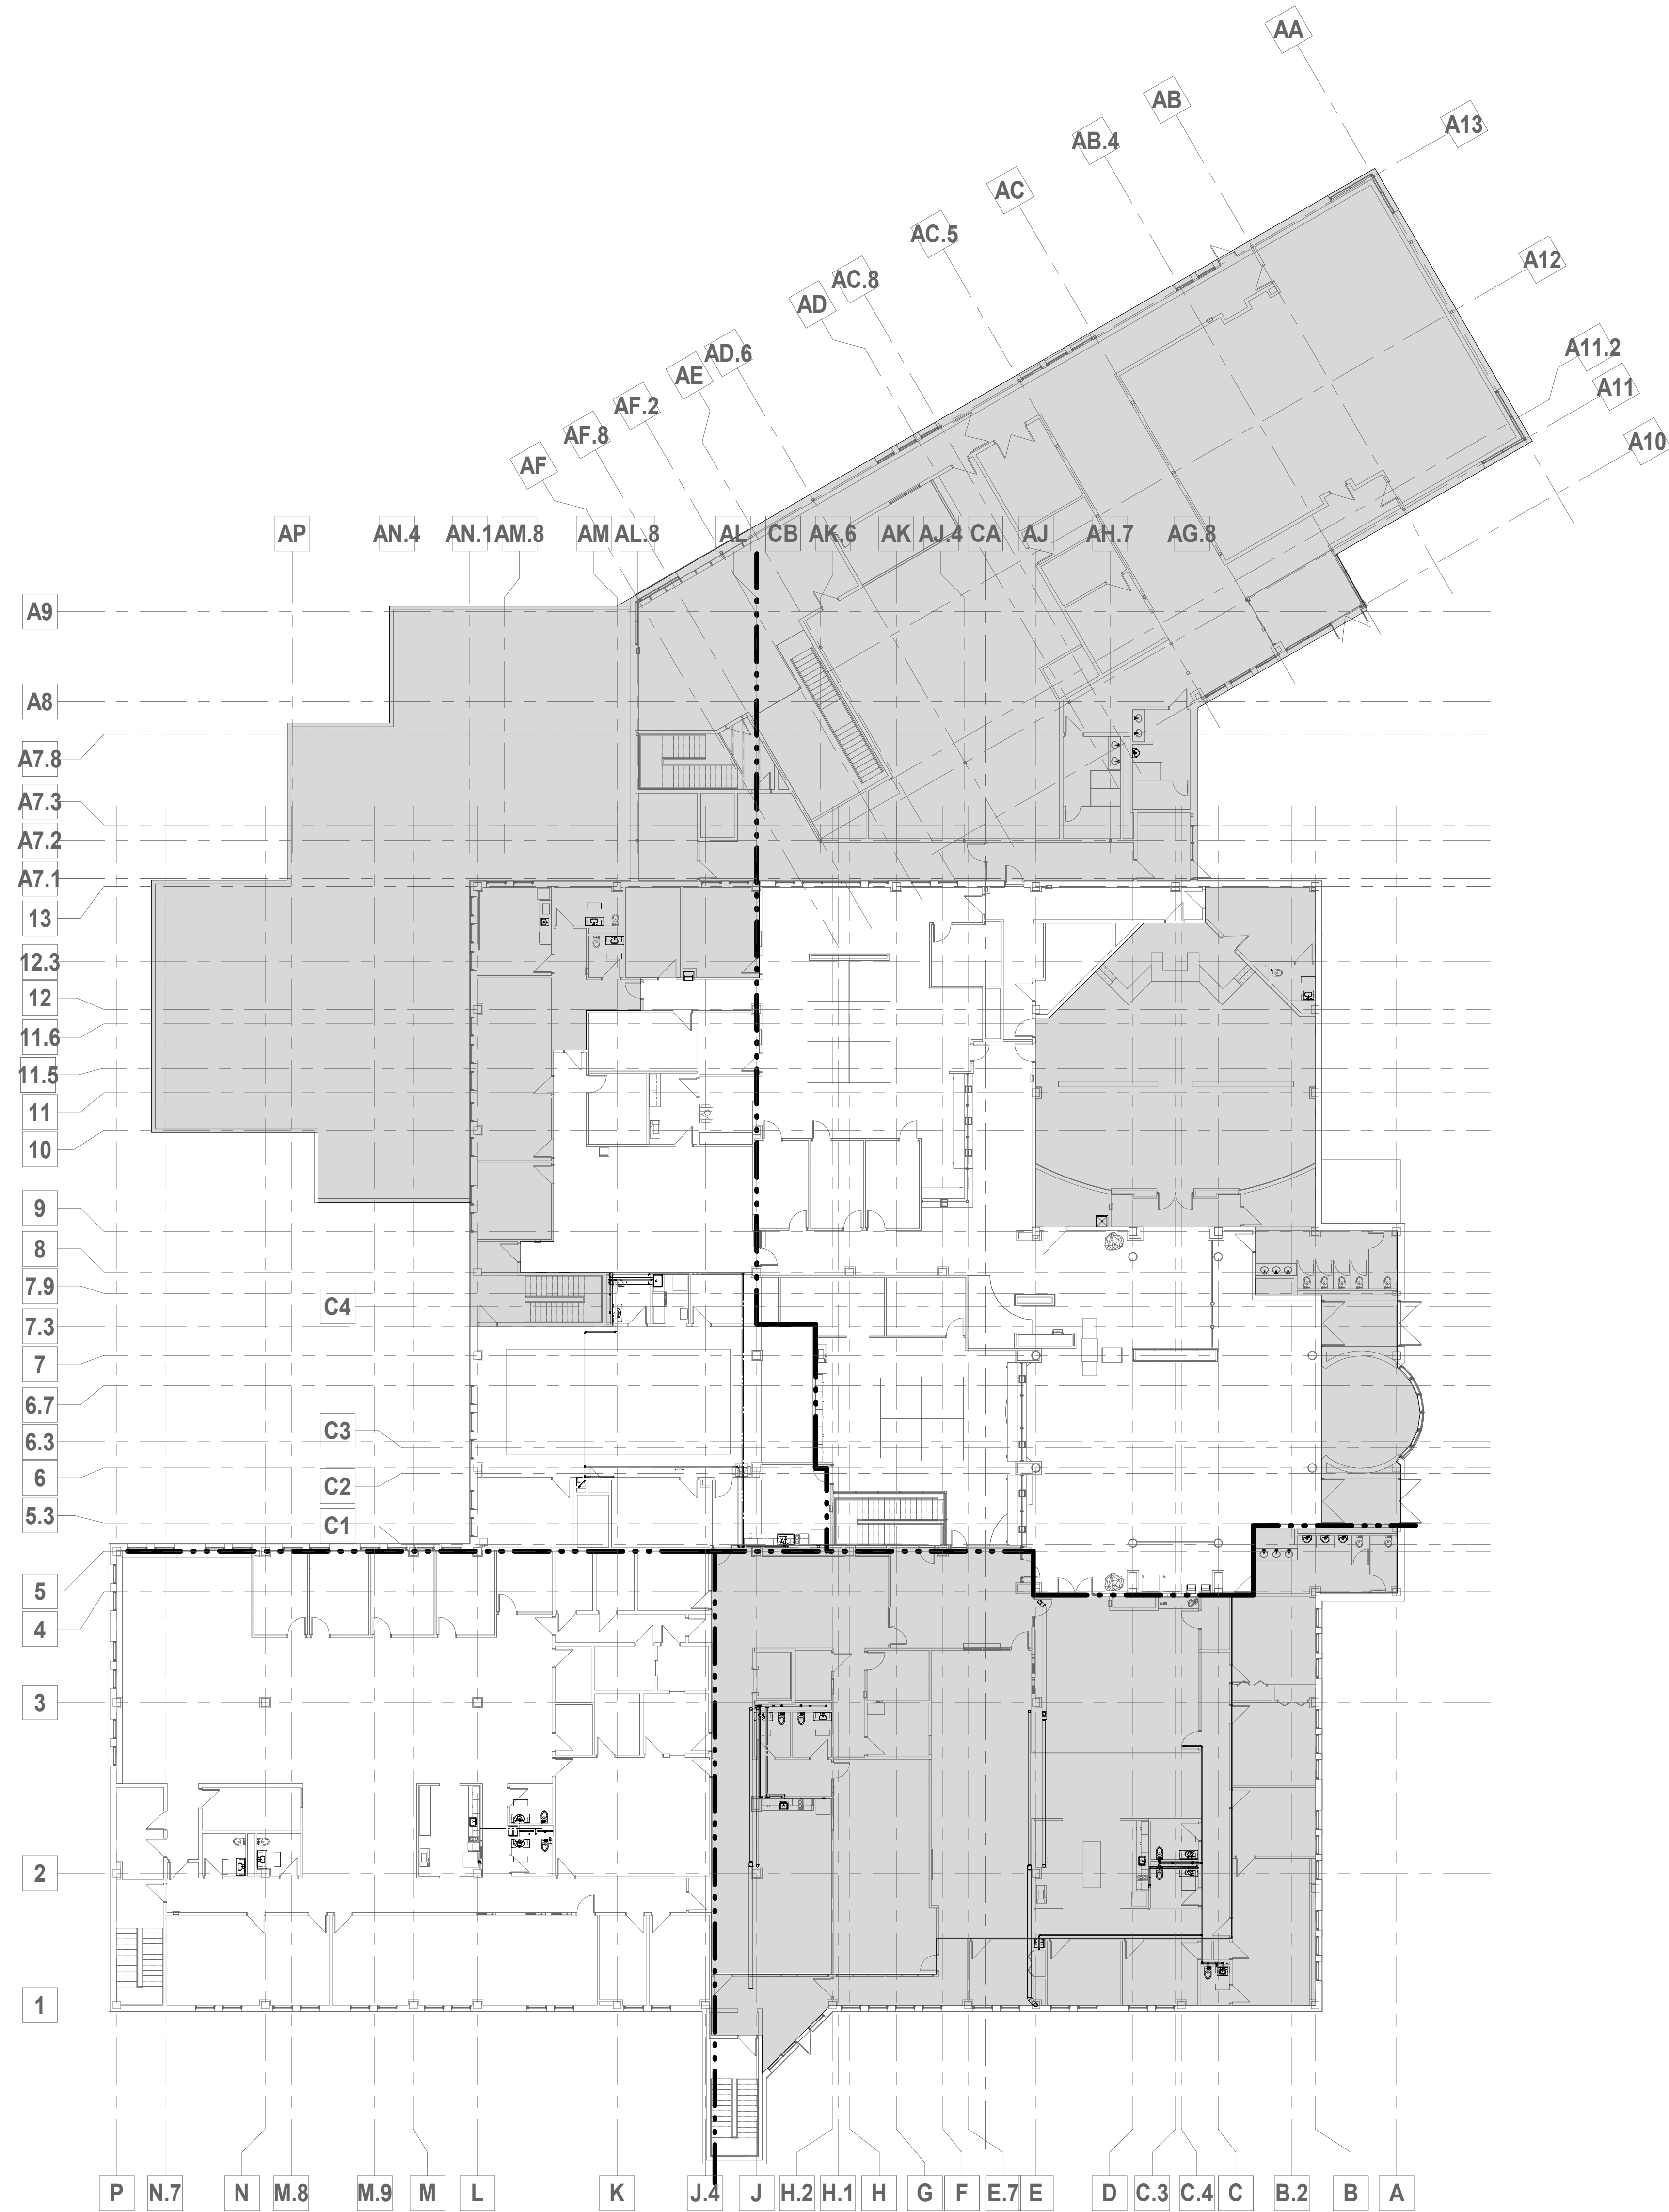 AA
AB
A13
AB.4
AC
AC.5
A12
AC.8
AD
A11.2
AD.6
AE
A11
AF.2
AF.8
A10
AF
AP
AN.4
AN.1
AM.8
AM
AL.8
AL
CB
AK.6
AK
AJ.4
CA
AJ
AH.7
AG.8
A9
A8
A7.8
A7.3
A7.2
A7.1
13
12.3
12
11.6
11.5
11
10
9
8
7.9
C4
7.3
7
6.7
C3
6.3
6
C2
5.3
C1
5
4
3
2
1
P
N.7
N
M.8
M.9
M
L
K
J.4
J
H.2
H.1
H
G
F
E.7
E
D
C.3
C.4
C
B.2
B
A